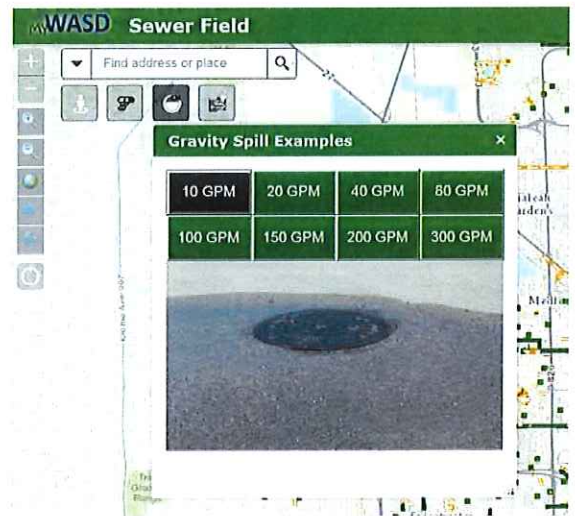 myWASD Sewer Field
Find address or place
Gravity Spill Examples ×
10 GPM 20 GPM 40 GPM 80 GPM
100 GPM 150 GPM 200 GPM 300 GPM